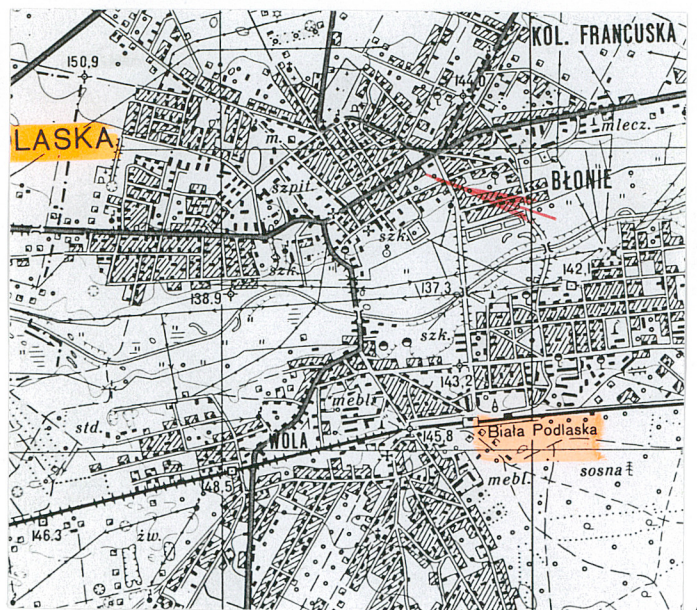 KOL. FRANCUSKA
150,9
144,0
mlecz.
LASKA
m.
szpit.
BŁONIE
szk.
szk.
142,1
137,3
138,9
szk.
143,2
mebl.
std.
WOLA
145,8
Biała Podlaska
mebl.
sosna
148,5
146.3
żw.